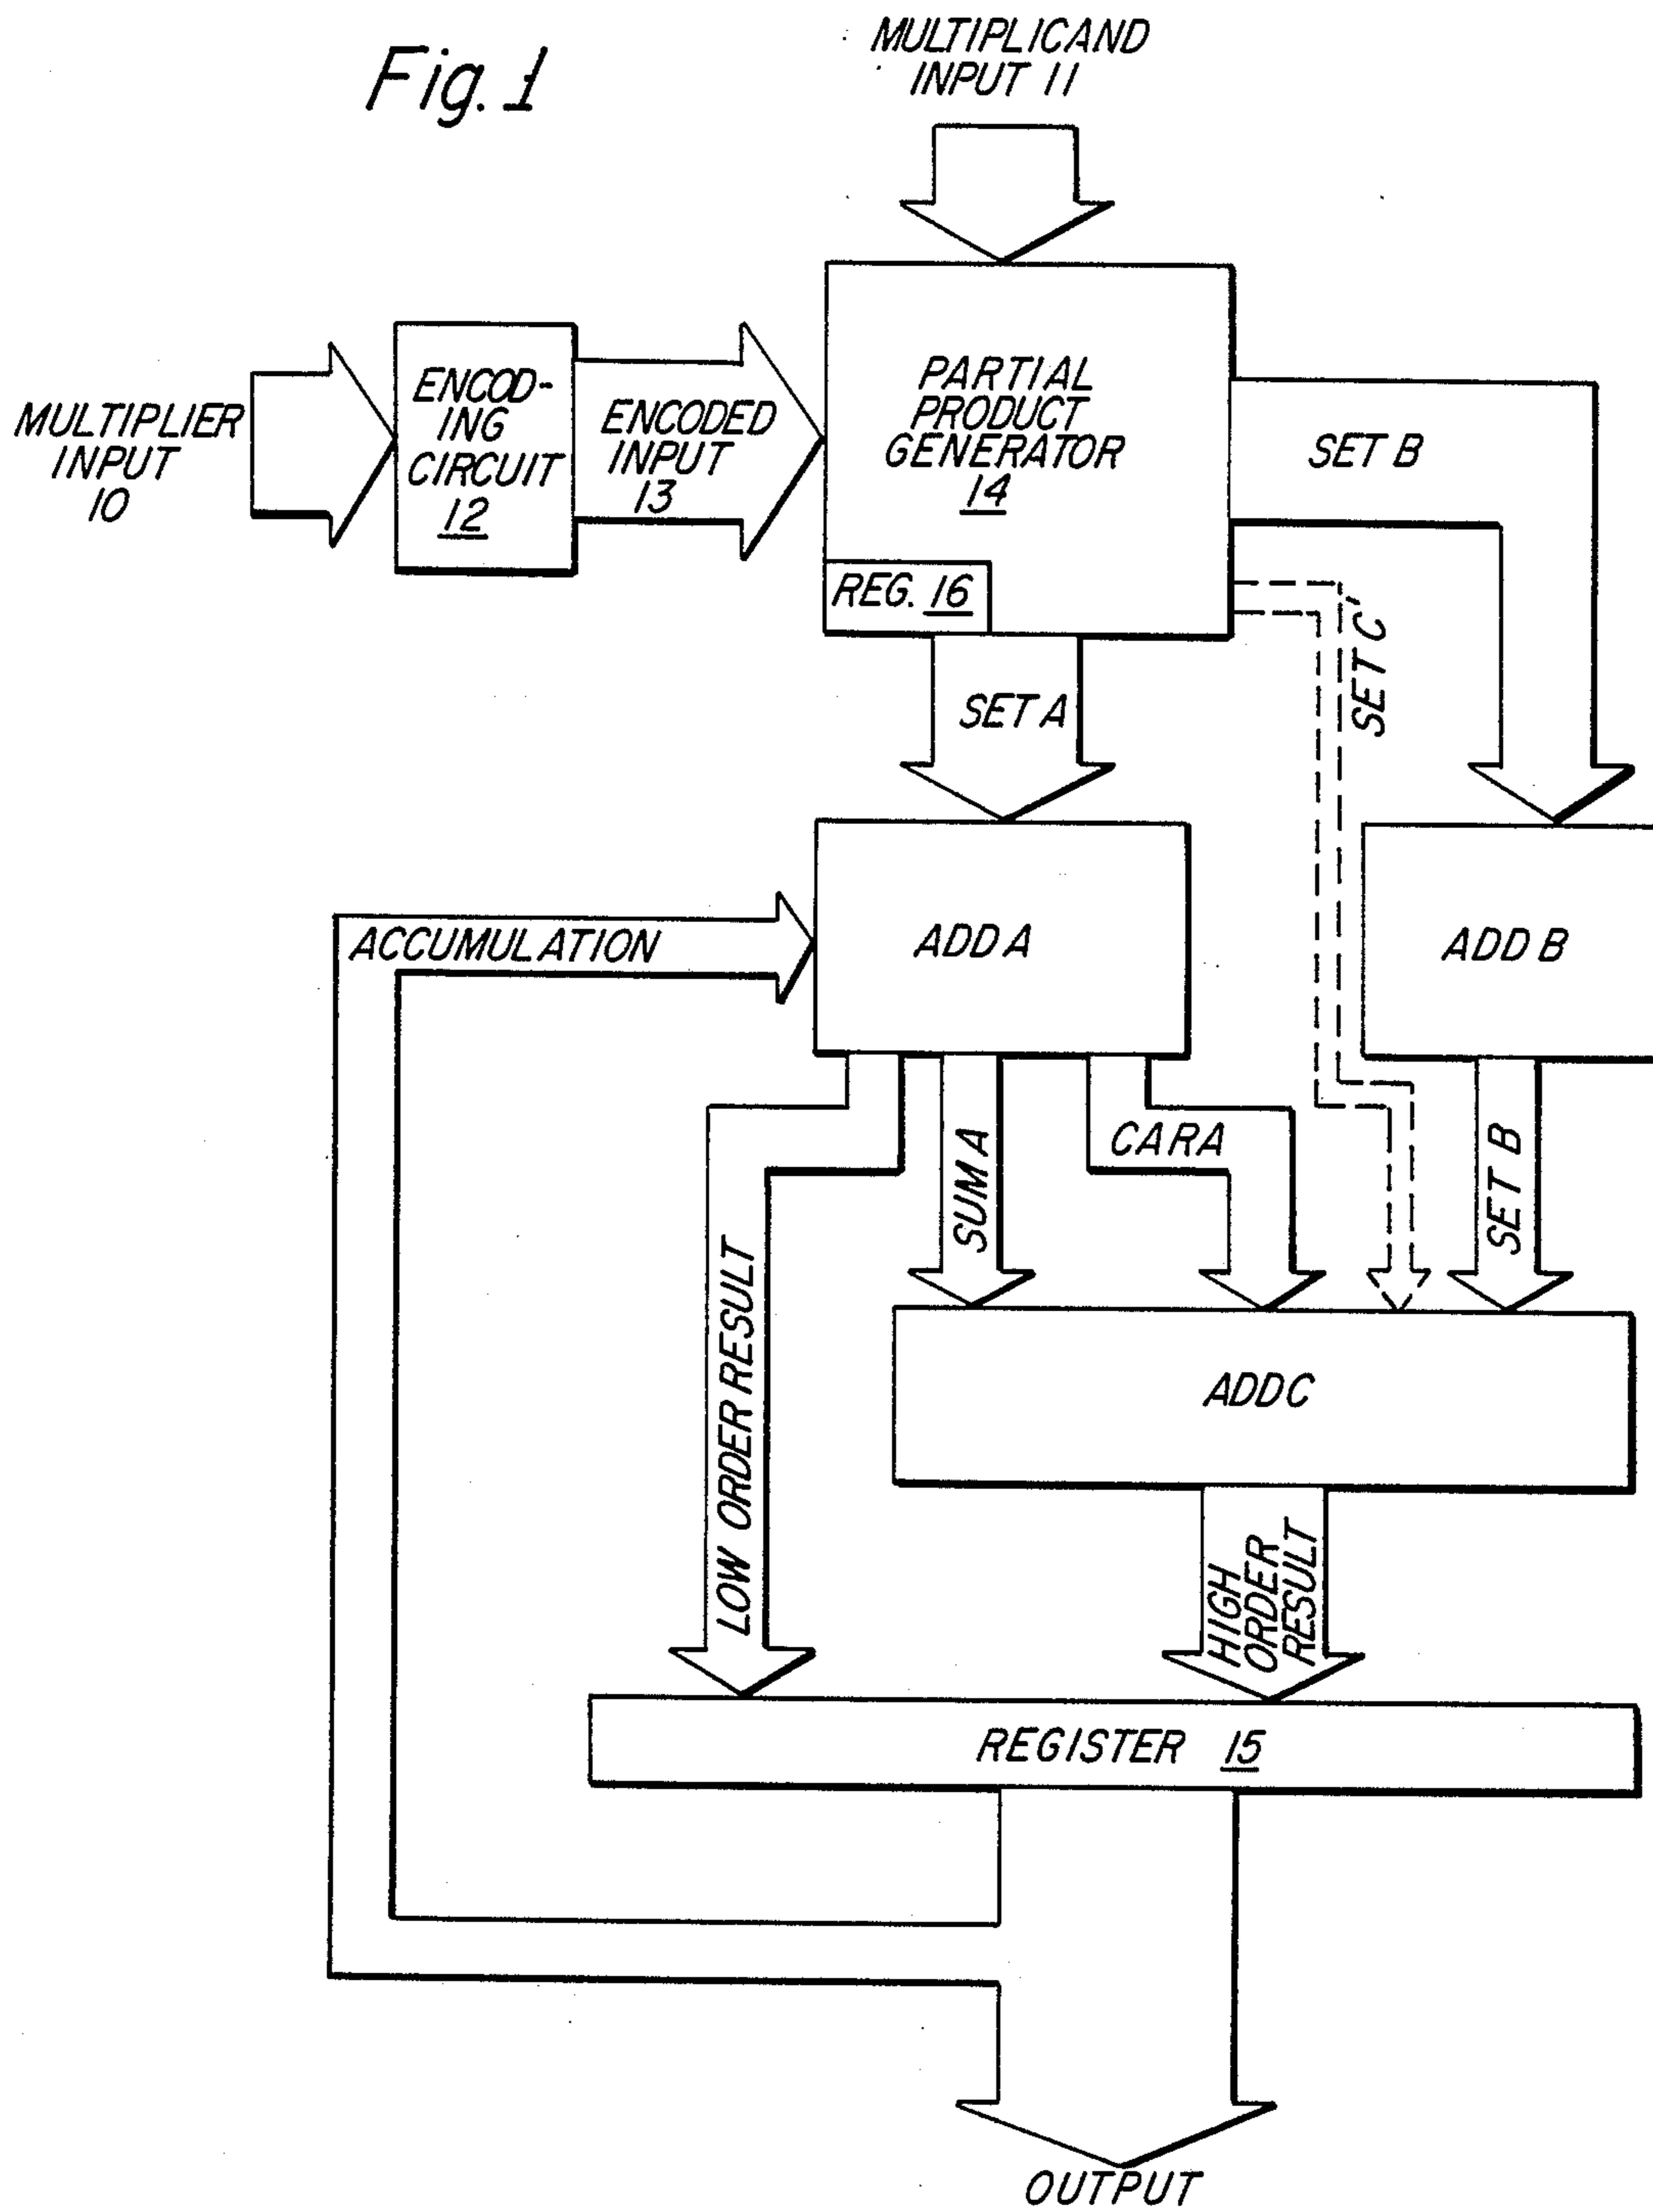 Fig. 1
MULTIPLICAND
INPUT 11
MULTIPLIER
INPUT
10
ENCOD-
ING
CIRCUIT
12
ENCODED
INPUT
13
PARTIAL
PRODUCT
GENERATOR
14
REG. 16
SET B
SET C'
SET A
ACCUMULATION
ADD A
ADD B
LOW ORDER RESULT
SUM A
CARA
SET B
ADDC
HIGH
ORDER
RESULT
REGISTER 15
OUTPUT